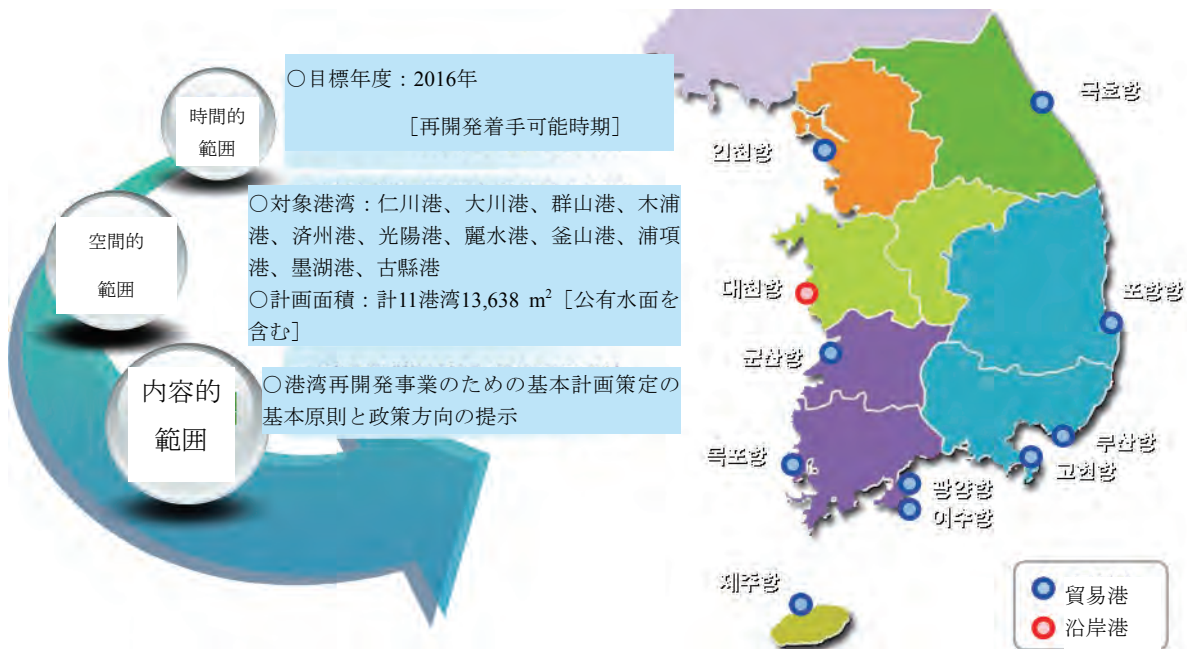 時間的
範囲
○目標年度：2016年
［再開発着手可能時期］
空間的
範囲
○対象港湾：仁川港、大川港、群山港、木浦
港、済州港、光陽港、麗水港、釜山港、浦項
港、墨湖港、古縣港
○計画面積：計11港湾13,638 m²［公有水面を
含む］
内容的
範囲
○港湾再開発事業のための基本計画策定の
基本原則と政策方向の提示
묵호항
인천항
대천항
포항항
군산항
부산항
고현항
목포항
광양항
여수항
제주항
貿易港
沿岸港